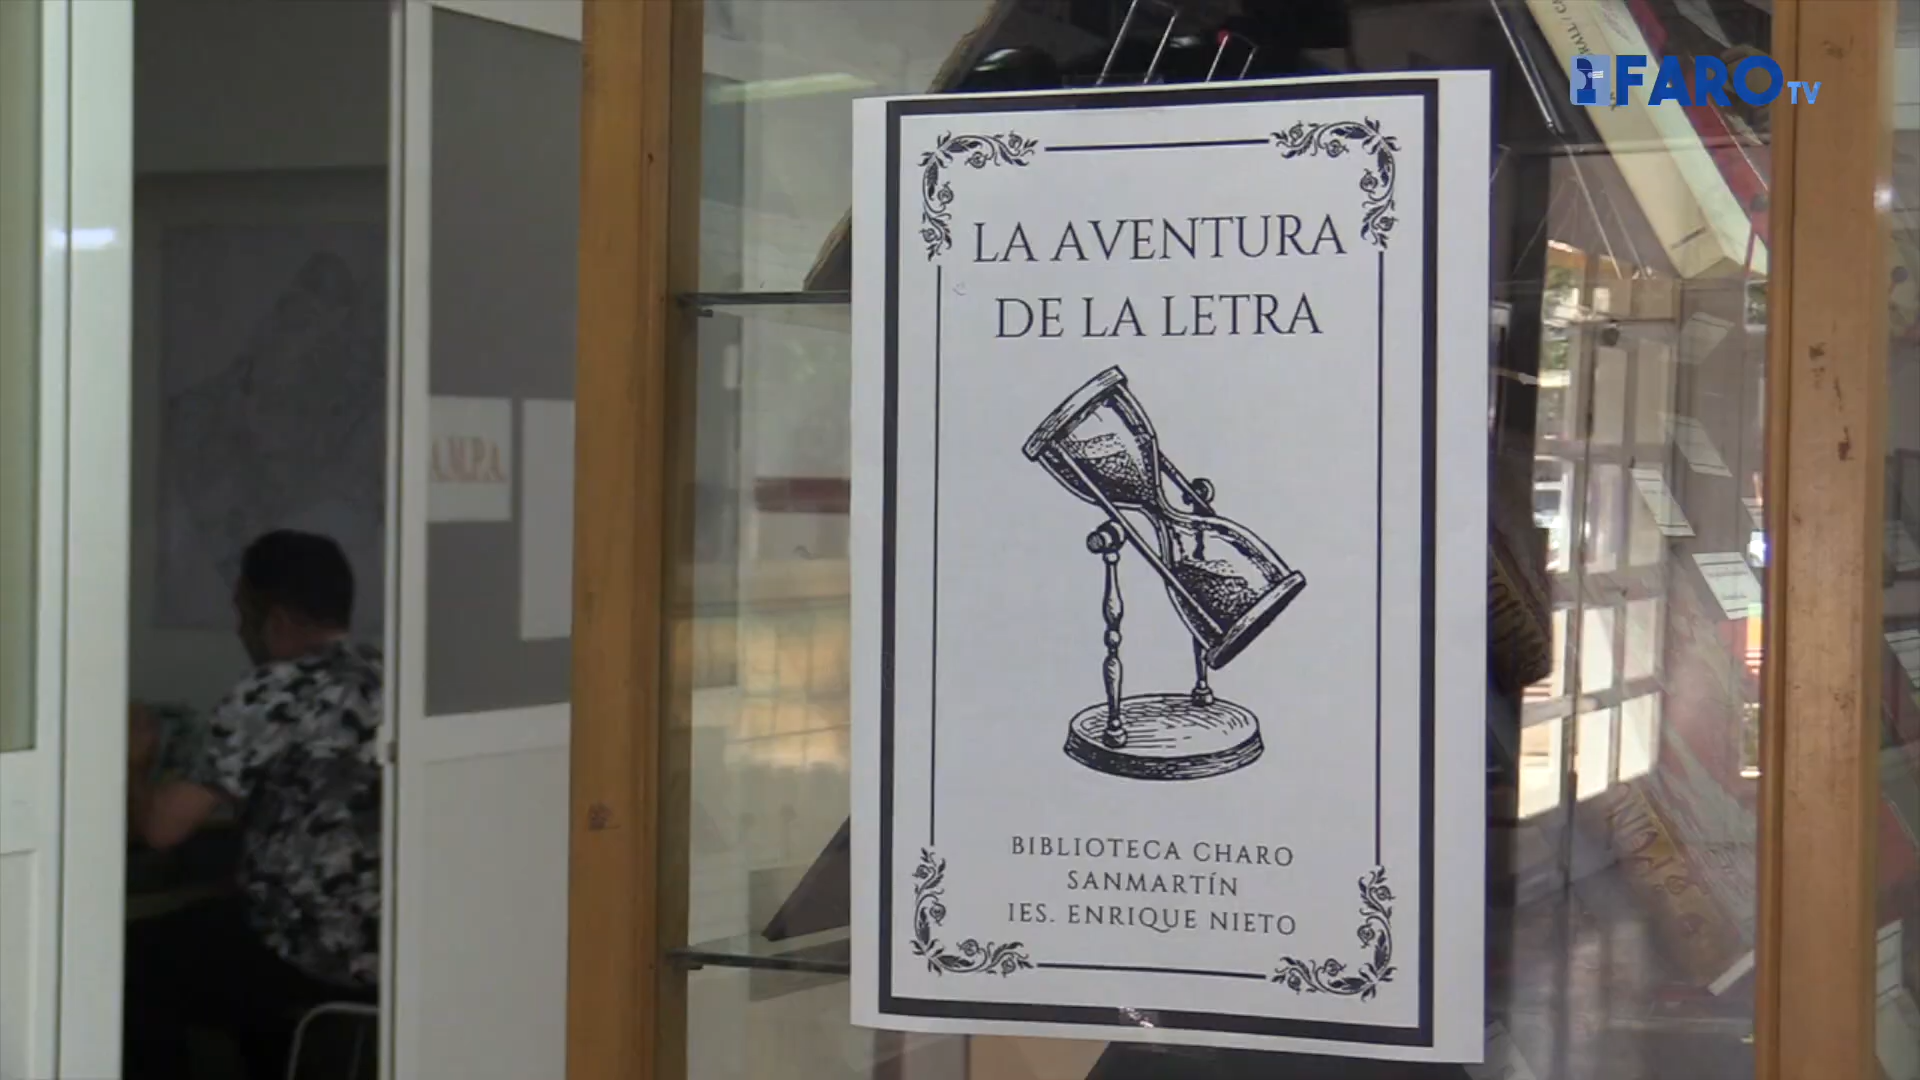 FARO TV
LA AVENTURA
DE LA LETRA
A.M.P.A.
BIBLIOTECA CHARO
SANMARTÍN
IES. ENRIQUE NIETO